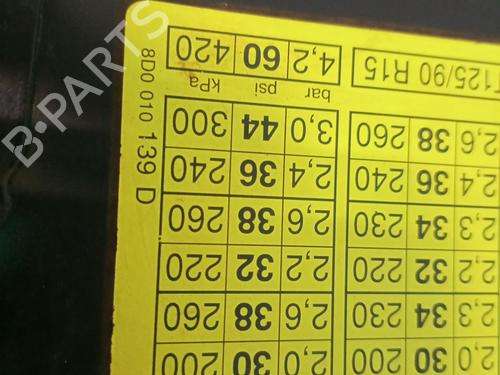 2,0 30 200 2,0 30 200
2,3 34 230 2,6 38 260
2,2 32 220 2,2 32 220
2,3 34 230 2,6 38 260
2,4 36 240 2,4 36 240
2,6 38 260 3,0 44 300
bar psi kPa
T125/90 R15 4,2 60 420
8D0 010 139 D
B-PARTS